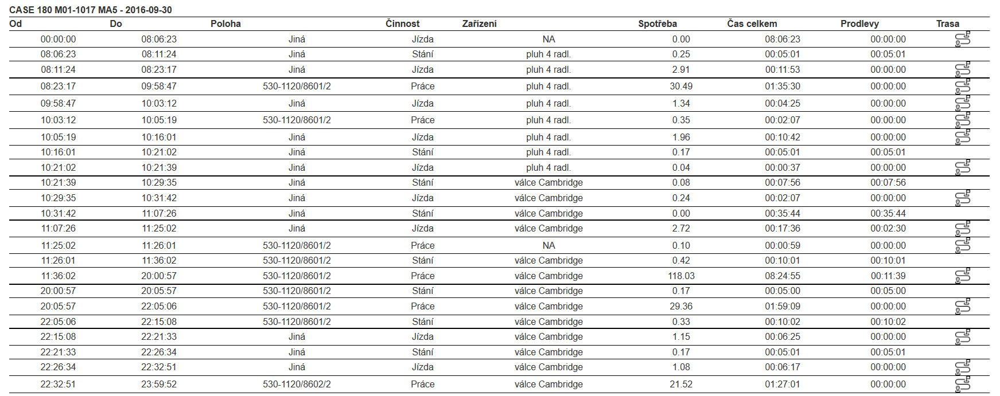 CASE 180 M01-1017 MA5 - 2016-09-30
Od Do Poloha Činnost Zařízení Spotřeba Čas celkem Prodlevy Trasa
00:00:00 08:06:23 Jiná Jízda NA 0.00 08:06:23 00:00:00
08:06:23 08:11:24 Jiná Stání pluh 4 radl. 0.25 00:05:01 00:05:01
08:11:24 08:23:17 Jiná Jízda pluh 4 radl. 2.91 00:11:53 00:00:00
08:23:17 09:58:47 530-1120/8601/2 Práce pluh 4 radl. 30.49 01:35:30 00:00:00
09:58:47 10:03:12 Jiná Jízda pluh 4 radl. 1.34 00:04:25 00:00:00
10:03:12 10:05:19 530-1120/8601/2 Práce pluh 4 radl. 0.35 00:02:07 00:00:00
10:05:19 10:16:01 Jiná Jízda pluh 4 radl. 1.96 00:10:42 00:00:00
10:16:01 10:21:02 Jiná Stání pluh 4 radl. 0.17 00:05:01 00:05:01
10:21:02 10:21:39 Jiná Jízda pluh 4 radl. 0.04 00:00:37 00:00:00
10:21:39 10:29:35 Jiná Stání válce Cambridge 0.08 00:07:56 00:07:56
10:29:35 10:31:42 Jiná Jízda válce Cambridge 0.24 00:02:07 00:00:00
10:31:42 11:07:26 Jiná Stání válce Cambridge 0.00 00:35:44 00:35:44
11:07:26 11:25:02 Jiná Jízda válce Cambridge 2.72 00:17:36 00:02:30
11:25:02 11:26:01 530-1120/8601/2 Práce NA 0.10 00:00:59 00:00:00
11:26:01 11:36:02 530-1120/8601/2 Stání válce Cambridge 0.42 00:10:01 00:10:01
11:36:02 20:00:57 530-1120/8601/2 Práce válce Cambridge 118.03 08:24:55 00:11:39
20:00:57 20:05:57 530-1120/8601/2 Stání válce Cambridge 0.17 00:05:00 00:05:00
20:05:57 22:05:06 530-1120/8601/2 Práce válce Cambridge 29.36 01:59:09 00:00:00
22:05:06 22:15:08 530-1120/8601/2 Stání válce Cambridge 0.33 00:10:02 00:10:02
22:15:08 22:21:33 Jiná Jízda válce Cambridge 1.15 00:06:25 00:00:00
22:21:33 22:26:34 Jiná Stání válce Cambridge 0.17 00:05:01 00:05:01
22:26:34 22:32:51 Jiná Jízda válce Cambridge 1.08 00:06:17 00:00:00
22:32:51 23:59:52 530-1120/8602/2 Práce válce Cambridge 21.52 01:27:01 00:00:00